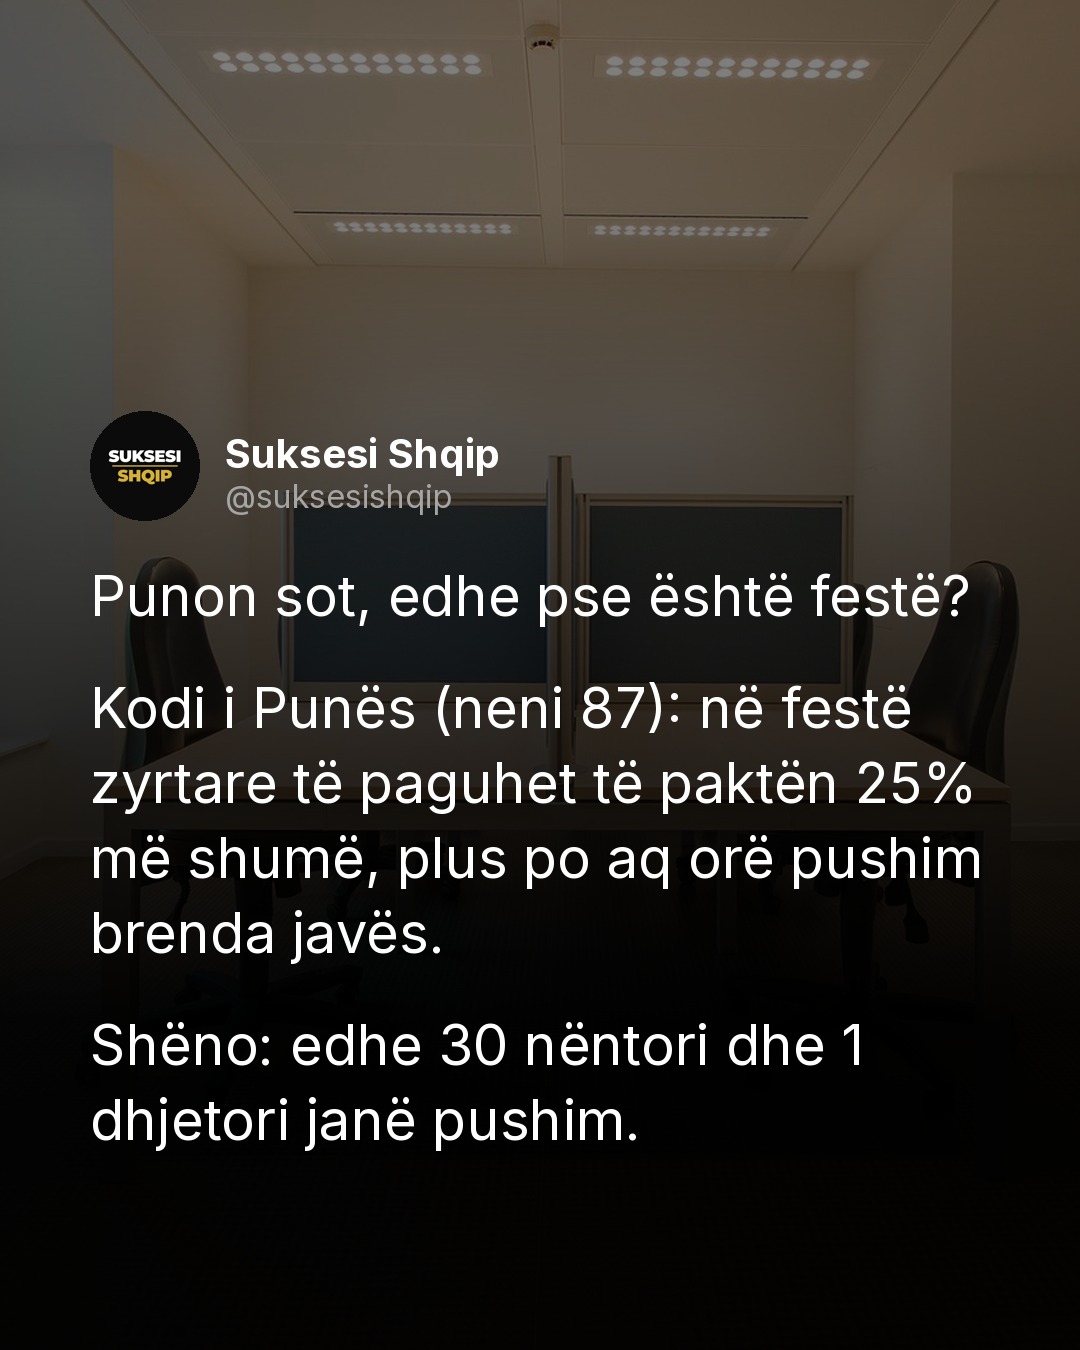 SUKSESI
SHQIP
Suksesi Shqip
@suksesishqip
Punon sot, edhe pse është festë?
Kodi i Punës (neni 87): në festë
zyrtare të paguhet të paktën 25%
më shumë, plus po aq orë pushim
brenda javës.
Shëno: edhe 30 nëntori dhe 1
dhjetori janë pushim.